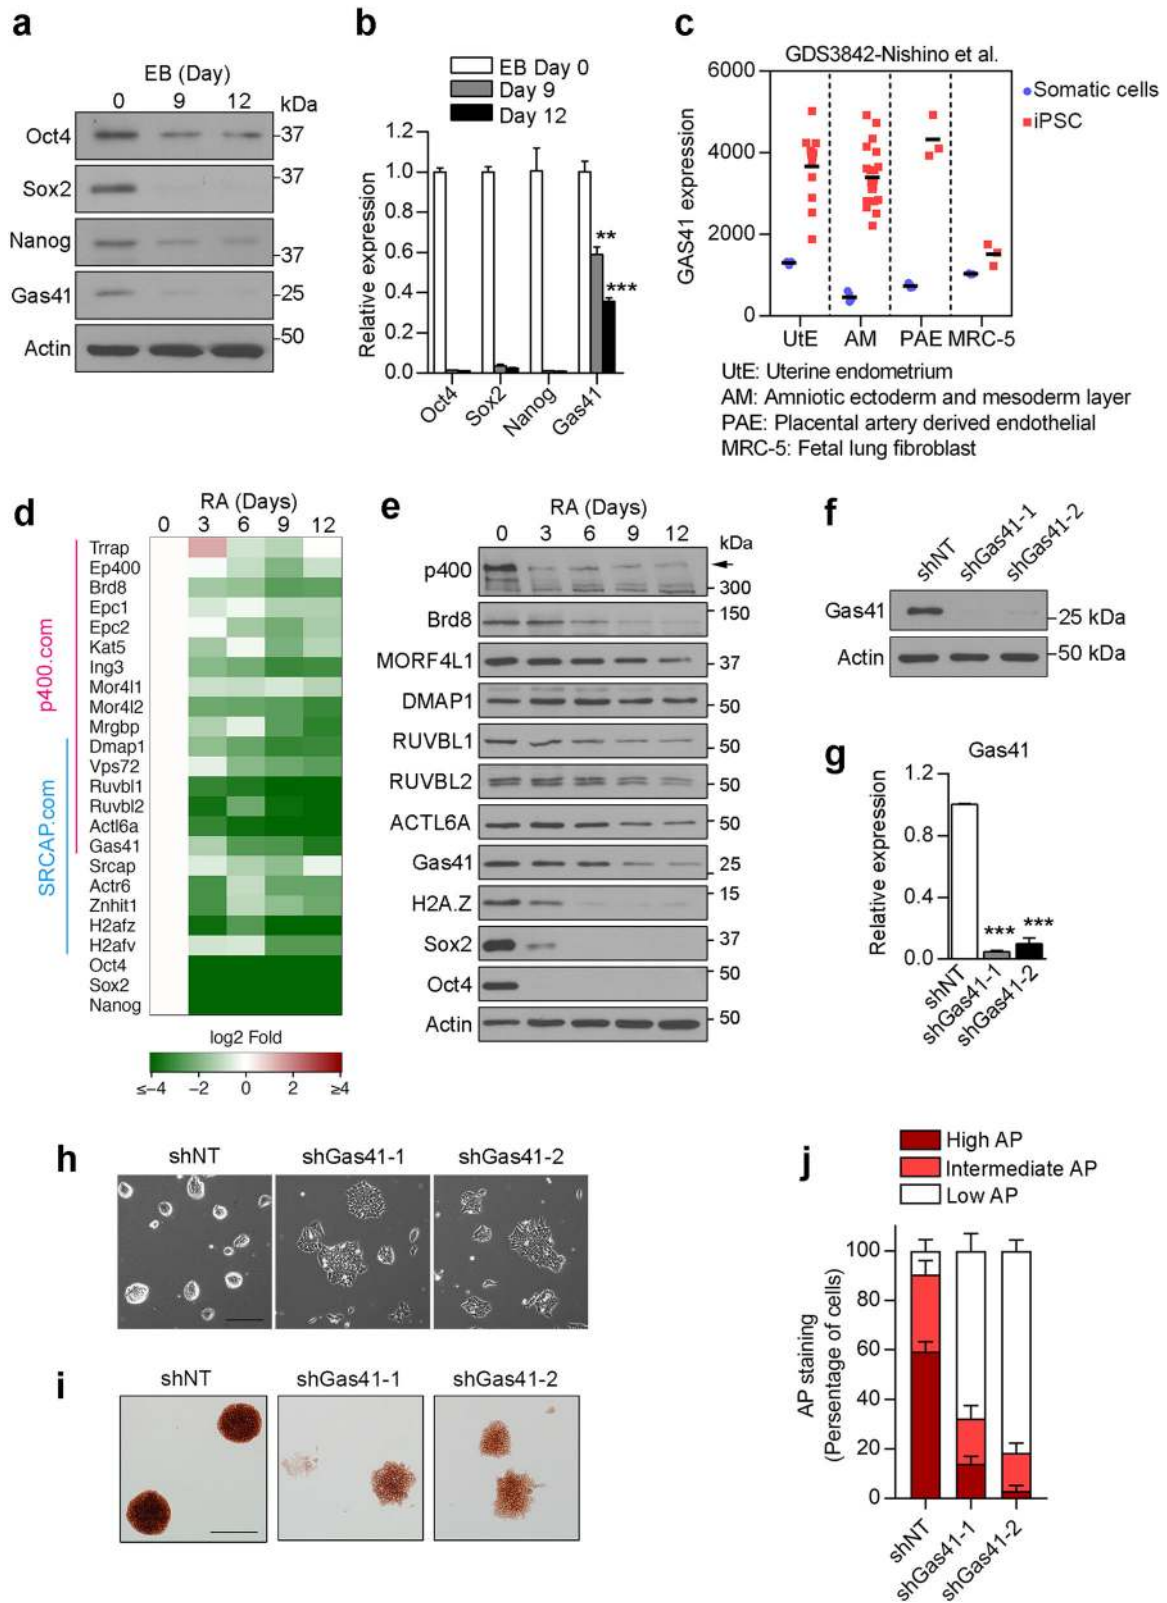 a
EB (Day)
0 9 12 kDa
Oct4
37
Sox2
37
Nanog
37
Gas41
25
Actin
50
b
EB Day 0
Day 9
Day 12
Relative expression
1.2
1.0
0.8
0.6
0.4
0.2
0.0
**
***
Oct4
Sox2
Nanog
Gas41
c
GDS3842-Nishino et al.
Somatic cells
iPSC
GAS41 expression
6000
4000
2000
0
UtE AM PAE MRC-5
UtE: Uterine endometrium
AM: Amniotic ectoderm and mesoderm layer
PAE: Placental artery derived endothelial
MRC-5: Fetal lung fibroblast
d
RA (Days)
0 3 6 9 12
p400.com
SRCAP.com
Trrap
Ep400
Brd8
Epc1
Epc2
Kat5
Ing3
Mor4l1
Mor4l2
Mrgbp
Dmap1
Vps72
Ruvbl1
Ruvbl2
Actl6a
Gas41
Srcap
Actr6
Znhit1
H2afz
H2afv
Oct4
Sox2
Nanog
log2 Fold
≤-4 -2 0 2 ≥4
e
RA (Days)
0 3 6 9 12
kDa
p400
300
Brd8
150
MORF4L1
37
DMAP1
50
RUVBL1
50
RUVBL2
50
ACTL6A
50
Gas41
25
H2A.Z
15
Sox2
37
Oct4
50
Actin
50
f
shNT shGas41-1 shGas41-2
Gas41
25 kDa
Actin
50 kDa
g
Gas41
Relative expression
1.2
0.8
0.4
0.0
***
***
shNT
shGas41-1
shGas41-2
h
shNT shGas41-1 shGas41-2
i
shNT shGas41-1 shGas41-2
j
High AP
Intermediate AP
Low AP
AP staining
(Persentage of cells)
100
80
60
40
20
0
shNT
shGas41-1
shGas41-2